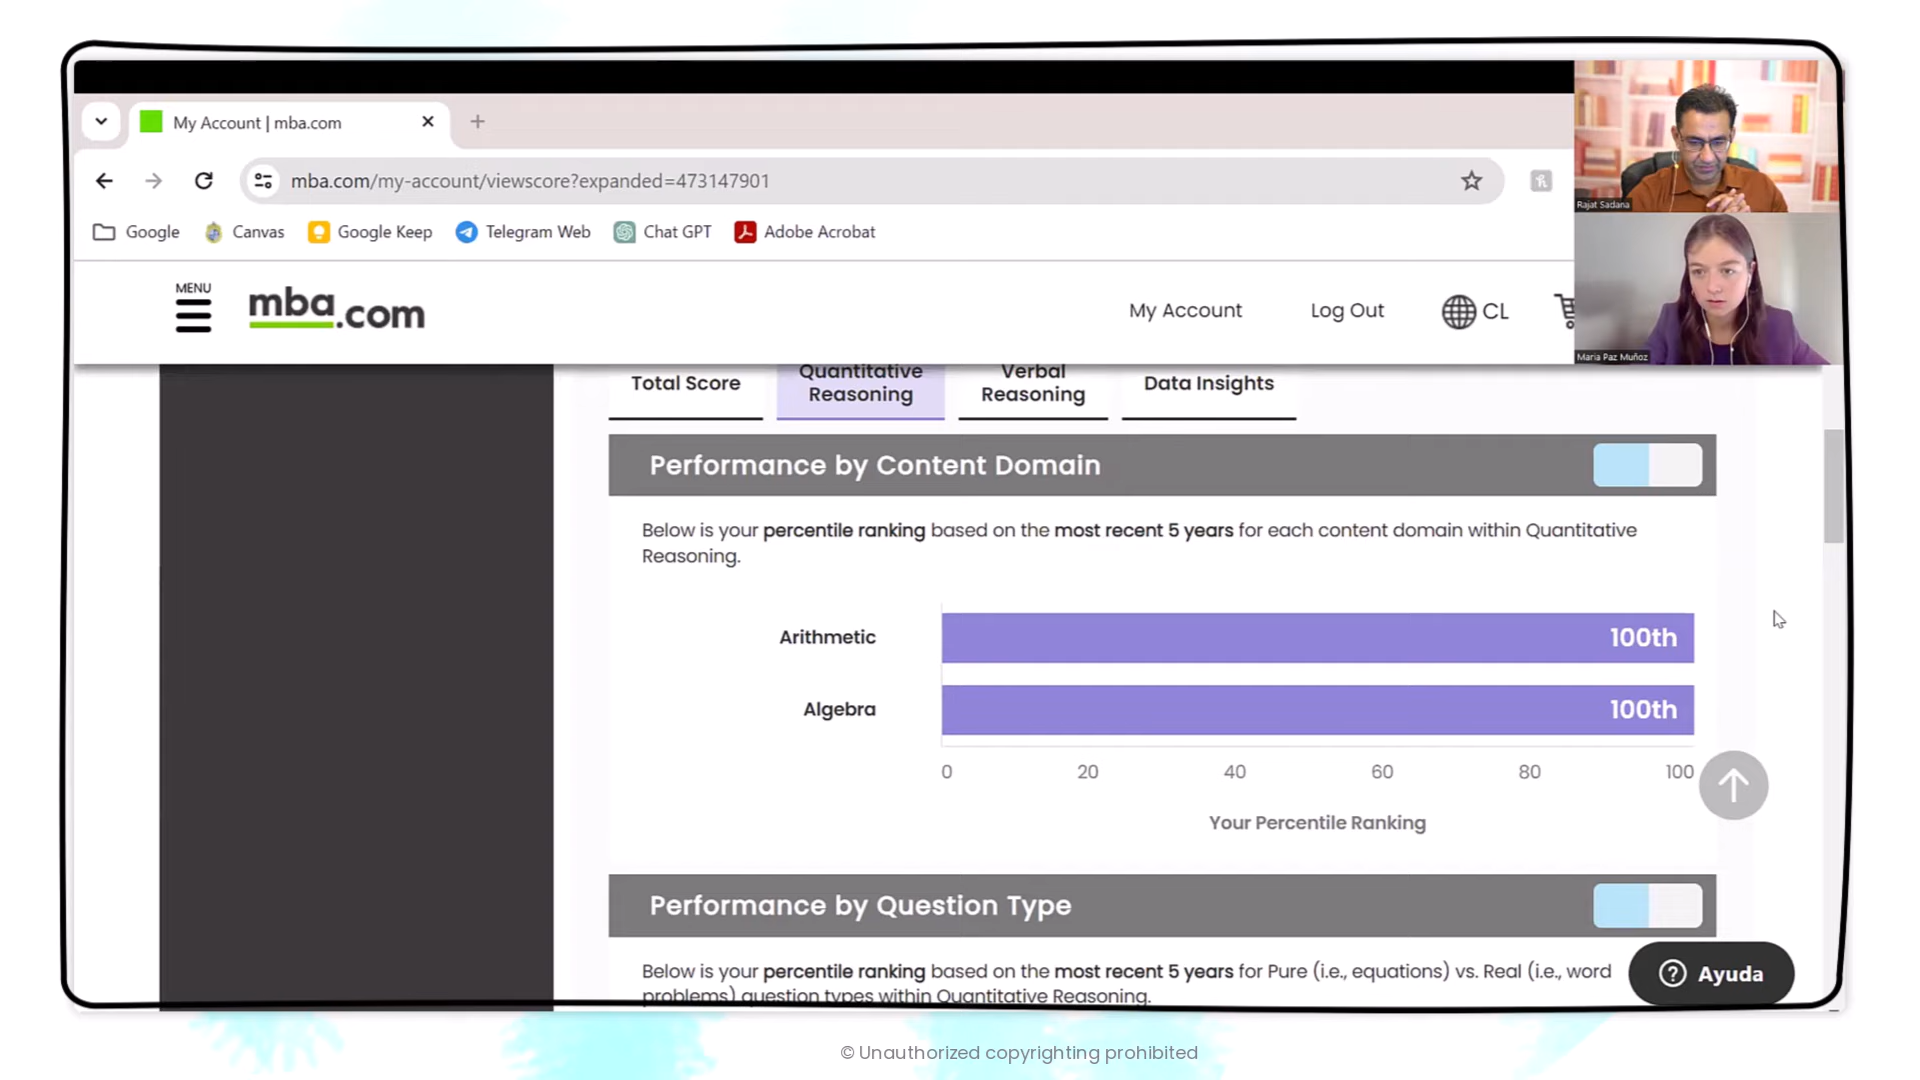 My Account | mba.com
mba.com/my-account/viewscore?expanded=473147901
Google
Canvas
Google Keep
Telegram Web
Chat GPT
Adobe Acrobat
Rajat Sadana
Maria Paz Muñoz
MENU
mba.com
My Account
Log Out
CL
Total Score
Quantitative
Reasoning
Verbal
Reasoning
Data Insights
Performance by Content Domain
Below is your percentile ranking based on the most recent 5 years for each content domain within Quantitative
Reasoning.
Arithmetic
100th
Algebra
100th
0 20 40 60 80 100
Your Percentile Ranking
Performance by Question Type
Below is your percentile ranking based on the most recent 5 years for Pure (i.e., equations) vs. Real (i.e., word
problems) question types within Quantitative Reasoning.
Ayuda
© Unauthorized copyrighting prohibited